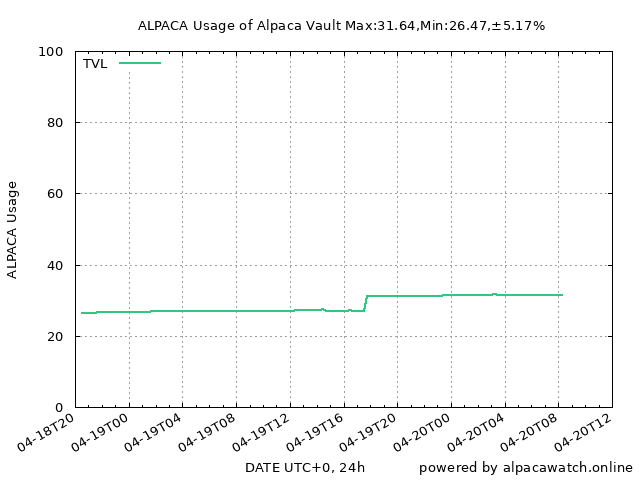 ALPACA Usage of Alpaca Vault Max:31.64,Min:26.47,±5.17%
TVL
100
80
60
40
20
0
ALPACA Usage
04-18T20
04-19T00
04-19T04
04-19T08
04-19T12
04-19T16
04-19T20
04-20T00
04-20T04
04-20T08
04-20T12
DATE UTC+0, 24h
powered by alpacawatch.online